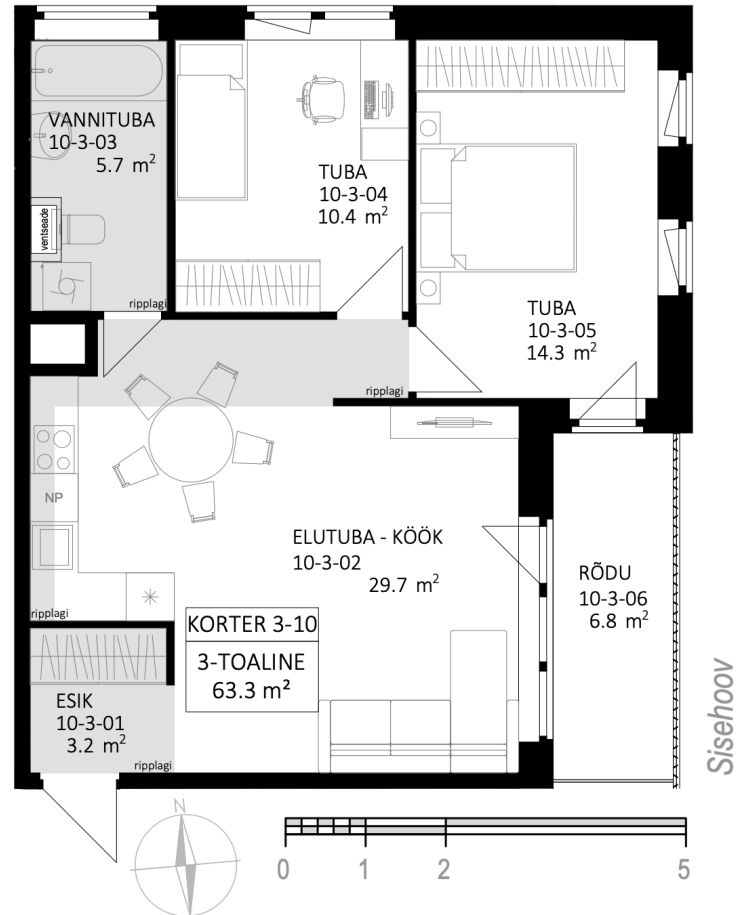 VANNITUBA
10-3-03
5.7 m²
ventseade
ripplagi
TUBA
10-3-04
10.4 m²
TUBA
10-3-05
14.3 m²
ripplagi
NP
ELUTUBA - KÖÖK
10-3-02
29.7 m²
ripplagi
RÕDU
10-3-06
6.8 m²
KORTER 3-10
3-TOALINE
63.3 m²
ESIK
10-3-01
3.2 m²
ripplagi
Sisehoov
N
0 1 2 5